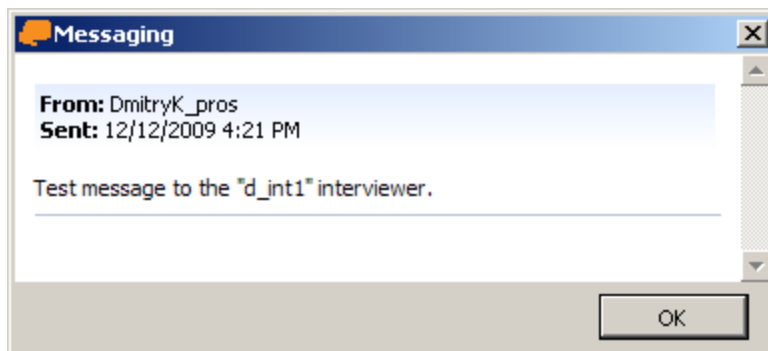 Messaging
From: DmitryK_pros
Sent: 12/12/2009 4:21 PM
Test message to the "d_int1" interviewer.
OK